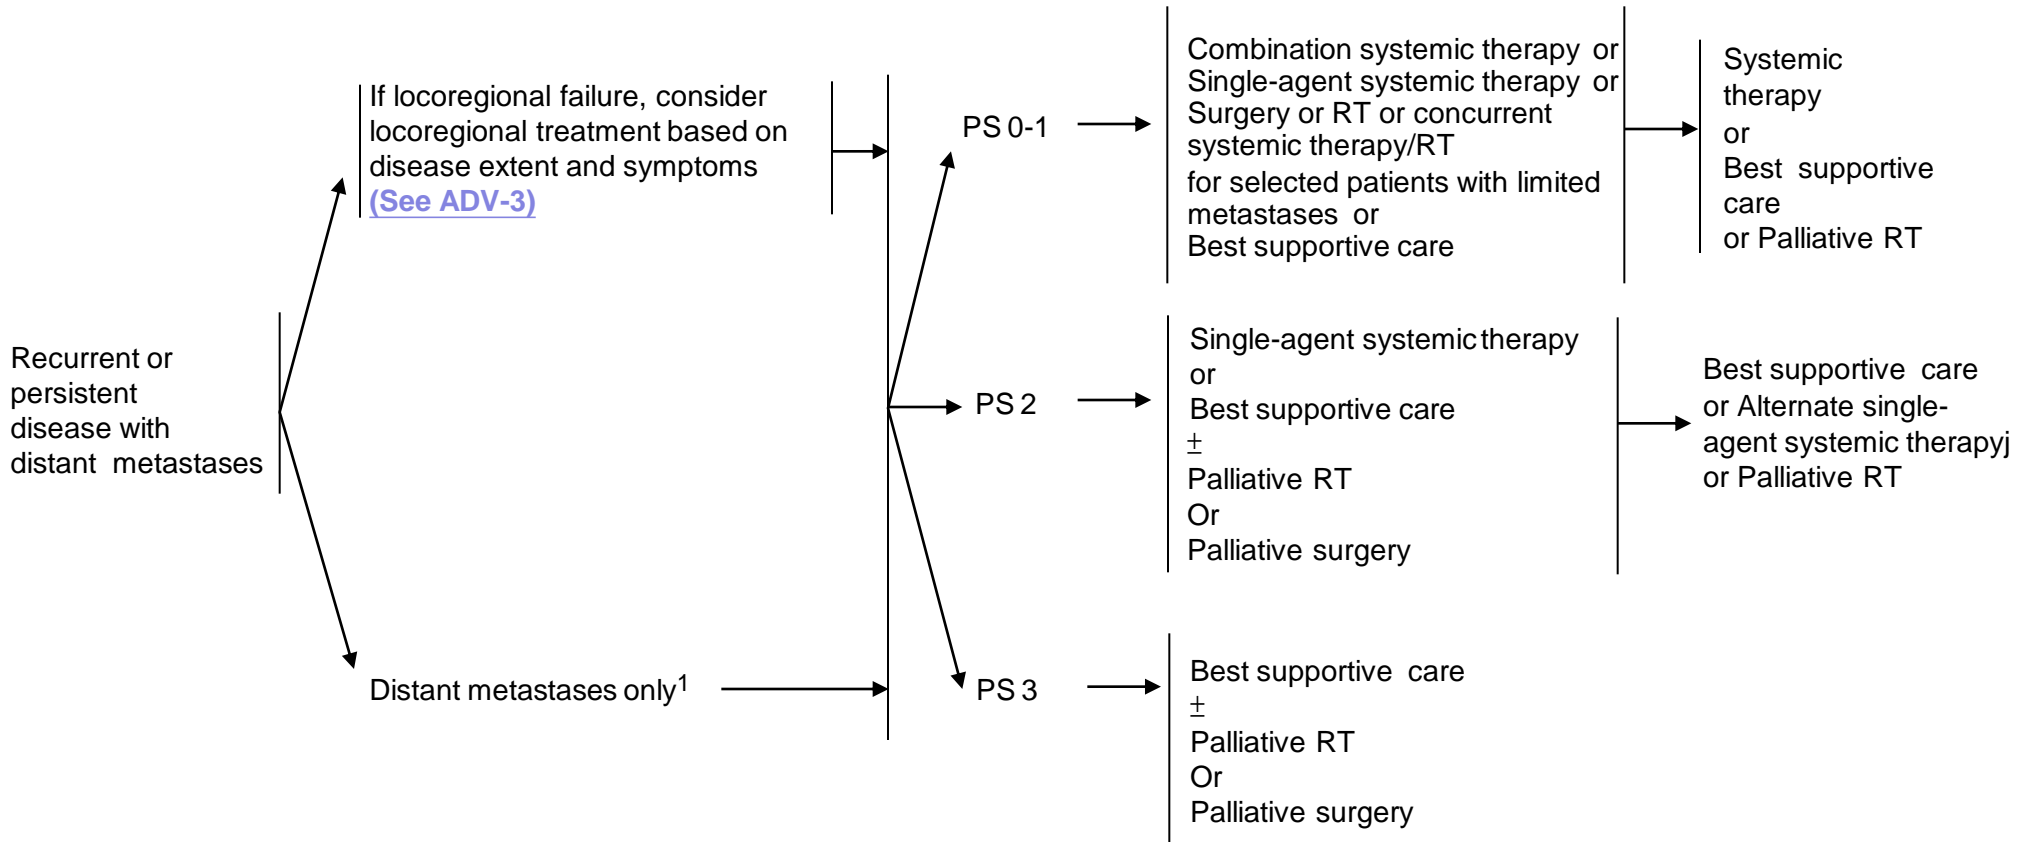 Recurrent or
persistent
disease with
distant metastases
If locoregional failure, consider
locoregional treatment based on
disease extent and symptoms
(See ADV-3)
Distant metastases only1
PS 0-1
Combination systemic therapy or
Single-agent systemic therapy or
Surgery or RT or concurrent
systemic therapy/RT
for selected patients with limited
metastases or
Best supportive care
Systemic
therapy
or
Best supportive
care
or Palliative RT
PS 2
Single-agent systemic therapy
or
Best supportive care
±
Palliative RT
Or
Palliative surgery
Best supportive care
or Alternate single-
agent systemic therapyj
or Palliative RT
PS 3
Best supportive care
±
Palliative RT
Or
Palliative surgery